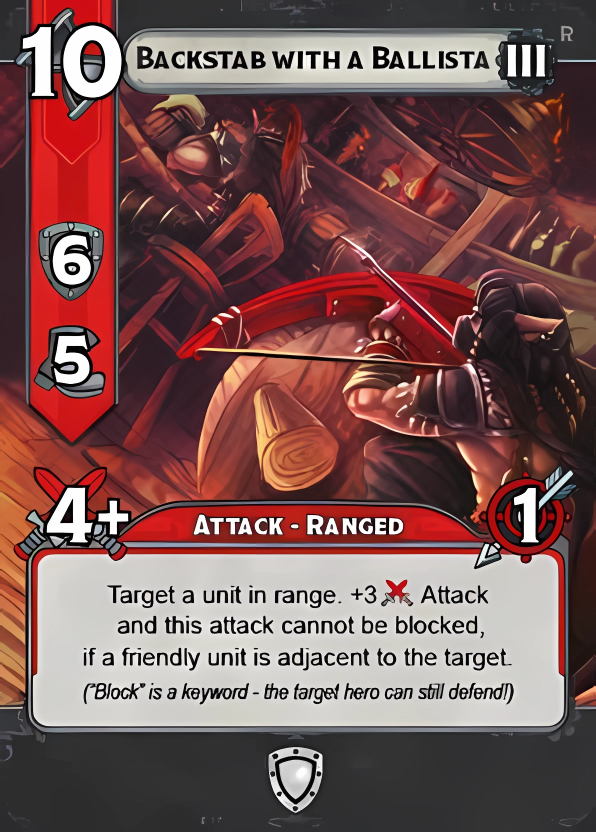 10
BACKSTAB WITH A BALLISTA
III
R
6
5
4+
ATTACK - RANGED
1
Target a unit in range. +3 Attack
and this attack cannot be blocked,
if a friendly unit is adjacent to the target.
("Block" is a keyword - the target hero can still defend!)